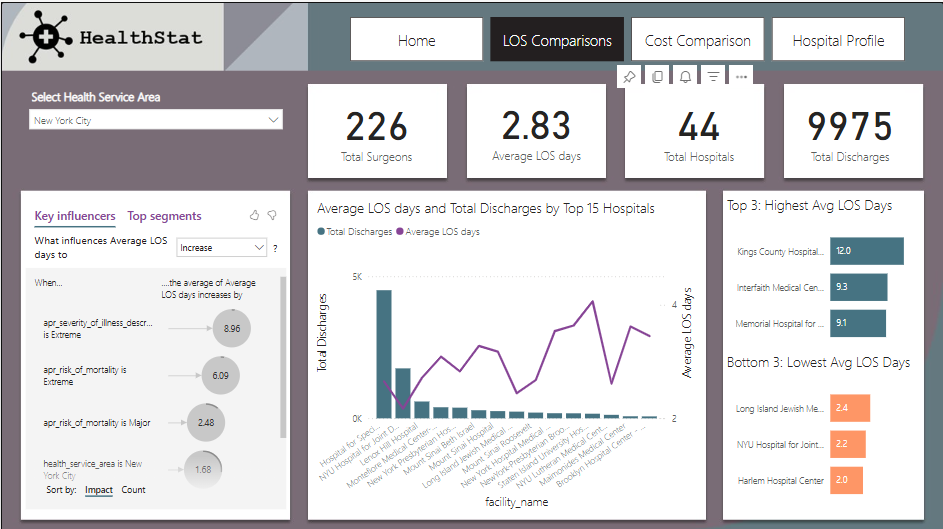 HealthStat
Home
LOS Comparisons
Cost Comparison
Hospital Profile
Select Health Service Area
New York City
226
Total Surgeons
2.83
Average LOS days
44
Total Hospitals
9975
Total Discharges
Key influencers
Top segments
What influences Average LOS
days to
Increase
?
When...
....the average of Average
LOS days increases by
apr_severity_of_illness_descr...
is Extreme
8.96
apr_risk_of_mortality is
Extreme
6.09
apr_risk_of_mortality is Major
2.48
health_service_area is New
York City
1.68
Sort by:
Impact
Count
Average LOS days and Total Discharges by Top 15 Hospitals
Total Discharges
Average LOS days
Total Discharges
5K
0K
4
2
Average LOS days
Hospital for Speci...
NYU Hospital for Joint D...
Lenox Hill Hospital
Montefiore Medical Center-...
New York Presbyterian Hos...
Mount Sinai Beth Israel
Mount Sinai Hospital
Long Island Jewish Medical ...
Mount Sinai Roosevelt
New York Hospital Medical ...
NewYork-Presbyterian Broo...
Staten Island University Hos...
NYU Lutheran Medical Cent...
Maimonides Medical Center
Brooklyn Hospital Center - ...
facility_name
Top 3: Highest Avg LOS Days
Kings County Hospital...
12.0
Interfaith Medical Cen...
9.3
Memorial Hospital for ...
9.1
Bottom 3: Lowest Avg LOS Days
Long Island Jewish Me...
2.4
NYU Hospital for Joint...
2.2
Harlem Hospital Center
2.0